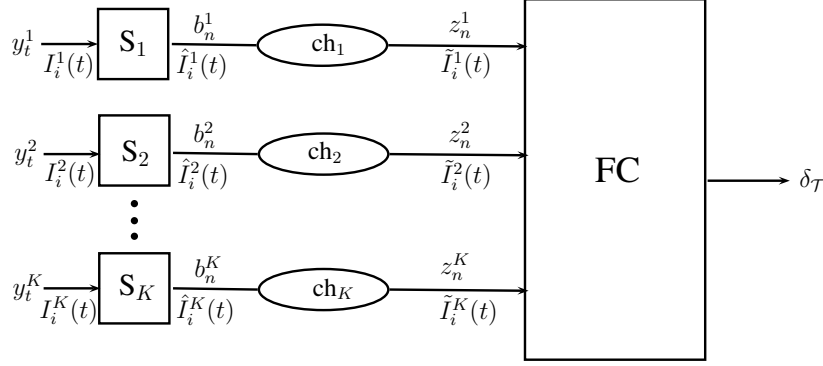 y_t^1 I_i^1(t) S_1 b_n^1 Î_i^1(t) ch_1 z_n^1 Ĩ_i^1(t)
y_t^2 I_i^2(t) S_2 b_n^2 Î_i^2(t) ch_2 z_n^2 Ĩ_i^2(t)
FC δ_𝒯
y_t^K I_i^K(t) S_K b_n^K Î_i^K(t) ch_K z_n^K Ĩ_i^K(t)